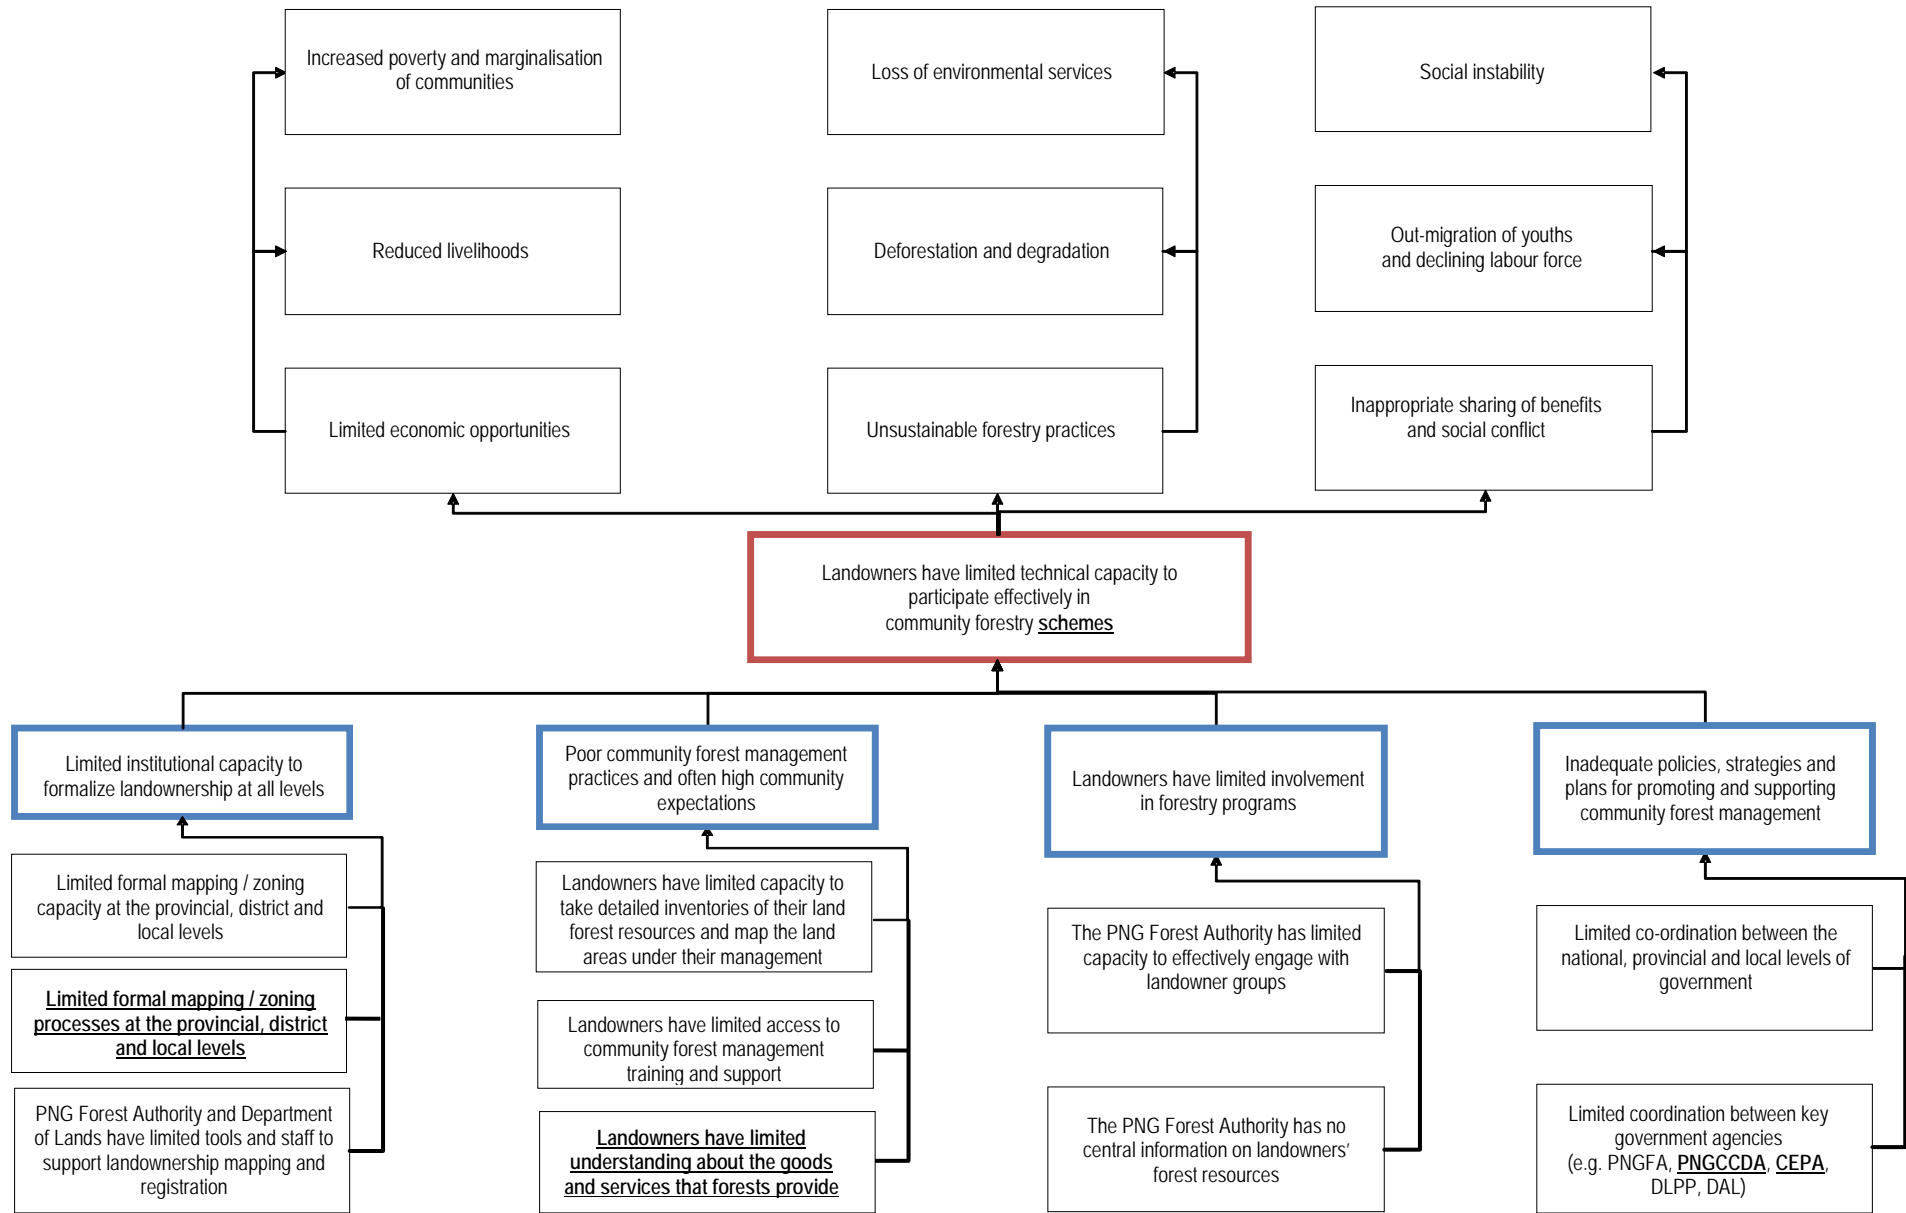 Increased poverty and marginalisation
of communities
Loss of environmental services
Social instability
Reduced livelihoods
Deforestation and degradation
Out-migration of youths
and declining labour force
Limited economic opportunities
Unsustainable forestry practices
Inappropriate sharing of benefits
and social conflict
Landowners have limited technical capacity to
participate effectively in
community forestry schemes
Limited institutional capacity to
formalize landownership at all levels
Poor community forest management
practices and often high community
expectations
Landowners have limited involvement
in forestry programs
Inadequate policies, strategies and
plans for promoting and supporting
community forest management
Limited formal mapping / zoning
capacity at the provincial, district and
local levels
Landowners have limited capacity to
take detailed inventories of their land
forest resources and map the land
areas under their management
The PNG Forest Authority has limited
capacity to effectively engage with
landowner groups
Limited co-ordination between the
national, provincial and local levels of
government
Limited formal mapping / zoning
processes at the provincial, district
and local levels
Landowners have limited access to
community forest management
training and support
PNG Forest Authority and Department
of Lands have limited tools and staff to
support landownership mapping and
registration
Landowners have limited
understanding about the goods
and services that forests provide
The PNG Forest Authority has no
central information on landowners’
forest resources
Limited coordination between key
government agencies
(e.g. PNGFA, PNGCCDA, CEPA,
DLPP, DAL)